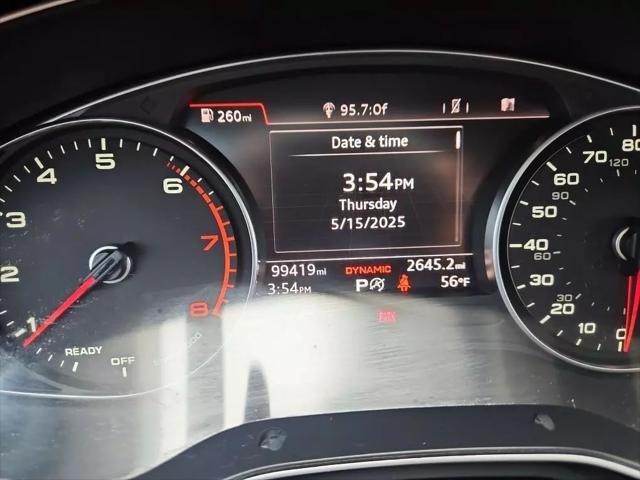 260mi
95.7:0f
Date & time
3:54PM
Thursday
5/15/2025
99419mi
DYNAMIC
2645.2mi
3:54PM
P
56°F
1
2
3
4
5
6
7
8
READY
OFF
0
10
20
30
40
50
60
70
80
30
60
90
120